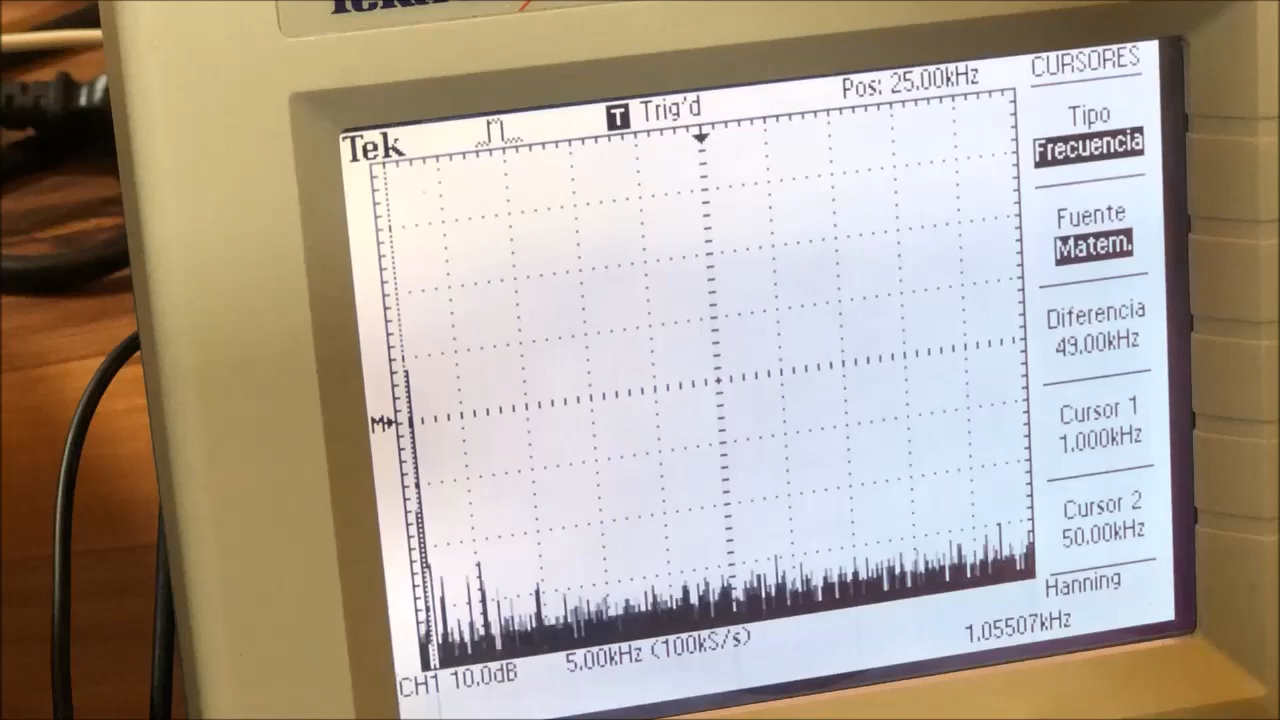 Tek
T Trig'd
Pos: 25.00kHz
CURSORES
Tipo
Frecuencia
Fuente
Matem.
Diferencia
49.00kHz
Cursor 1
1.000kHz
Cursor 2
50.00kHz
Hanning
M
CH1 10.0dB
5.00kHz (100kS/s)
1.05507kHz